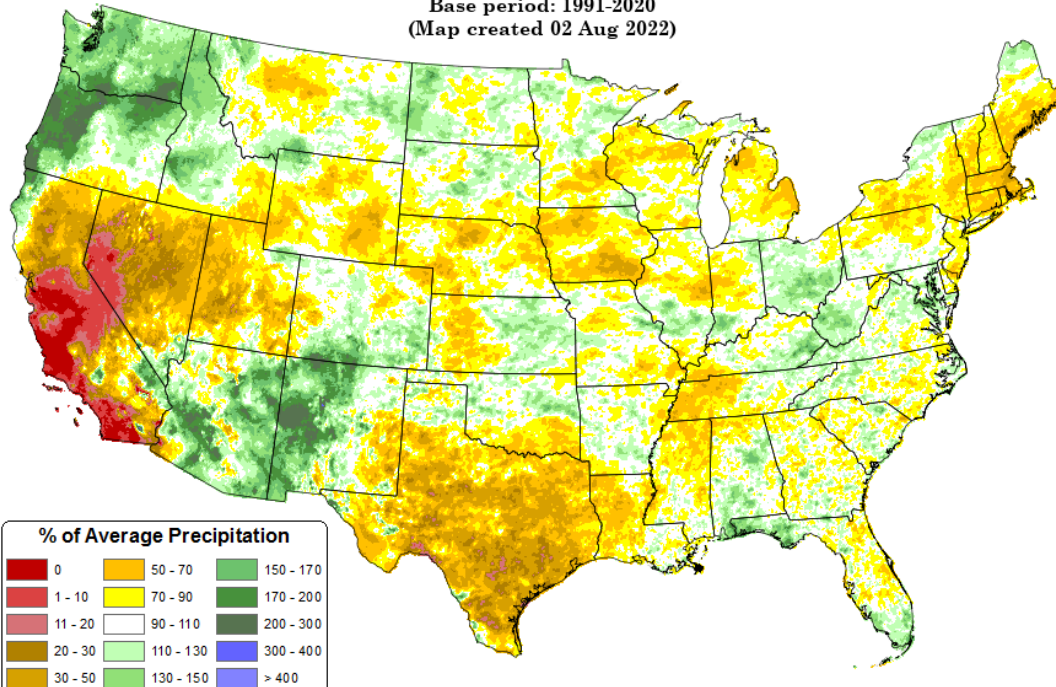 Base period: 1991-2020
(Map created 02 Aug 2022)
% of Average Precipitation
0 50 - 70 150 - 170
1 - 10 70 - 90 170 - 200
11 - 20 90 - 110 200 - 300
20 - 30 110 - 130 300 - 400
30 - 50 130 - 150 > 400